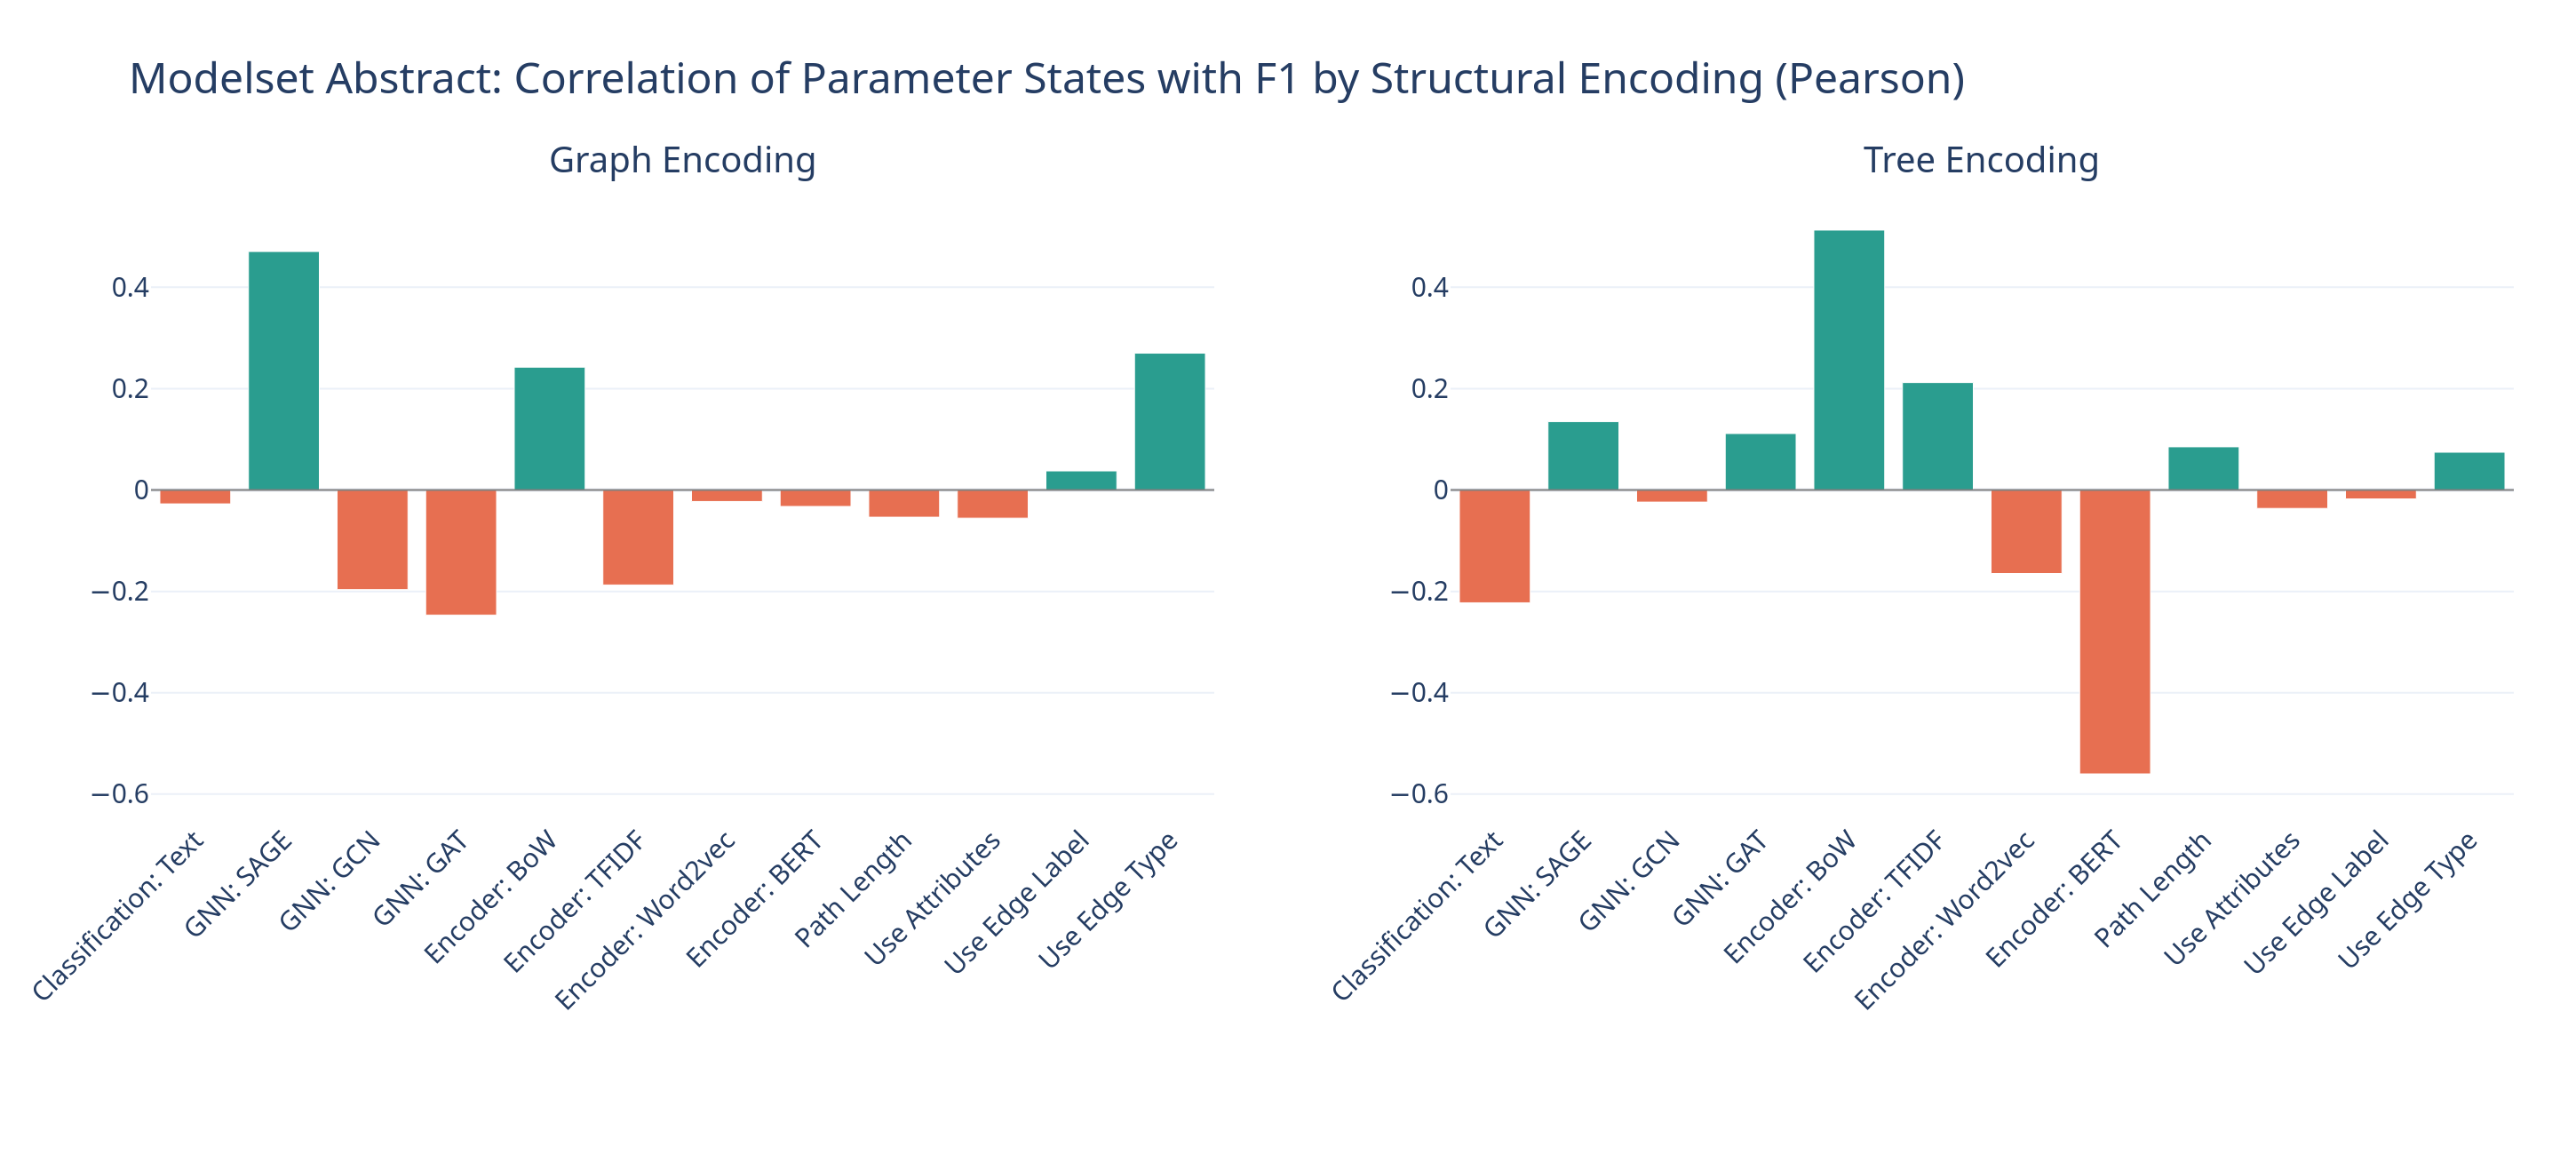 Modelset Abstract: Correlation of Parameter States with F1 by Structural Encoding (Pearson)
Graph Encoding
0.4
0.2
0
−0.2
−0.4
−0.6
Classification: Text
GNN: SAGE
GNN: GCN
GNN: GAT
Encoder: BoW
Encoder: TFIDF
Encoder: Word2vec
Encoder: BERT
Path Length
Use Attributes
Use Edge Label
Use Edge Type
Tree Encoding
0.4
0.2
0
−0.2
−0.4
−0.6
Classification: Text
GNN: SAGE
GNN: GCN
GNN: GAT
Encoder: BoW
Encoder: TFIDF
Encoder: Word2vec
Encoder: BERT
Path Length
Use Attributes
Use Edge Label
Use Edge Type